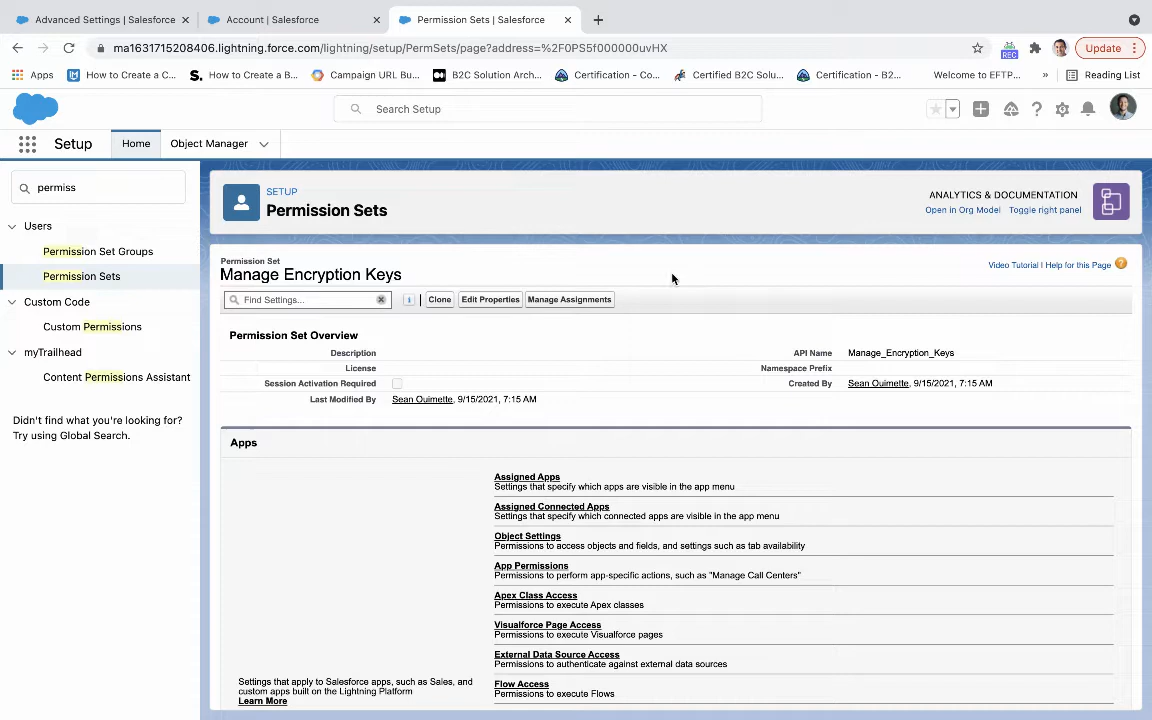 Advanced Settings | Salesforce
Account | Salesforce
Permission Sets | Salesforce
ma1631715208406.lightning.force.com/lightning/setup/PermSets/page?address=%2F0PS5f000000uvHX
REC
Update
Apps
How to Create a C...
How to Create a B...
Campaign URL Bu...
B2C Solution Arch...
Certification - Co...
Certified B2C Solu...
Certification - B2...
Welcome to EFTP...
»
Reading List
Search Setup
Setup
Home
Object Manager
permiss
Users
Permission Set Groups
Permission Sets
Custom Code
Custom Permissions
myTrailhead
Content Permissions Assistant
Didn't find what you're looking for?
Try using Global Search.
SETUP
Permission Sets
ANALYTICS & DOCUMENTATION
Open in Org Model Toggle right panel
Permission Set
Manage Encryption Keys
Video Tutorial | Help for this Page
Find Settings...
Clone
Edit Properties
Manage Assignments
Permission Set Overview
Description
API Name Manage_Encryption_Keys
License
Namespace Prefix
Session Activation Required
Created By Sean Ouimette, 9/15/2021, 7:15 AM
Last Modified By Sean Ouimette, 9/15/2021, 7:15 AM
Apps
Settings that apply to Salesforce apps, such as Sales, and
custom apps built on the Lightning Platform
Learn More
Assigned Apps
Settings that specify which apps are visible in the app menu
Assigned Connected Apps
Settings that specify which connected apps are visible in the app menu
Object Settings
Permissions to access objects and fields, and settings such as tab availability
App Permissions
Permissions to perform app-specific actions, such as "Manage Call Centers"
Apex Class Access
Permissions to execute Apex classes
Visualforce Page Access
Permissions to execute Visualforce pages
External Data Source Access
Permissions to authenticate against external data sources
Flow Access
Permissions to execute Flows